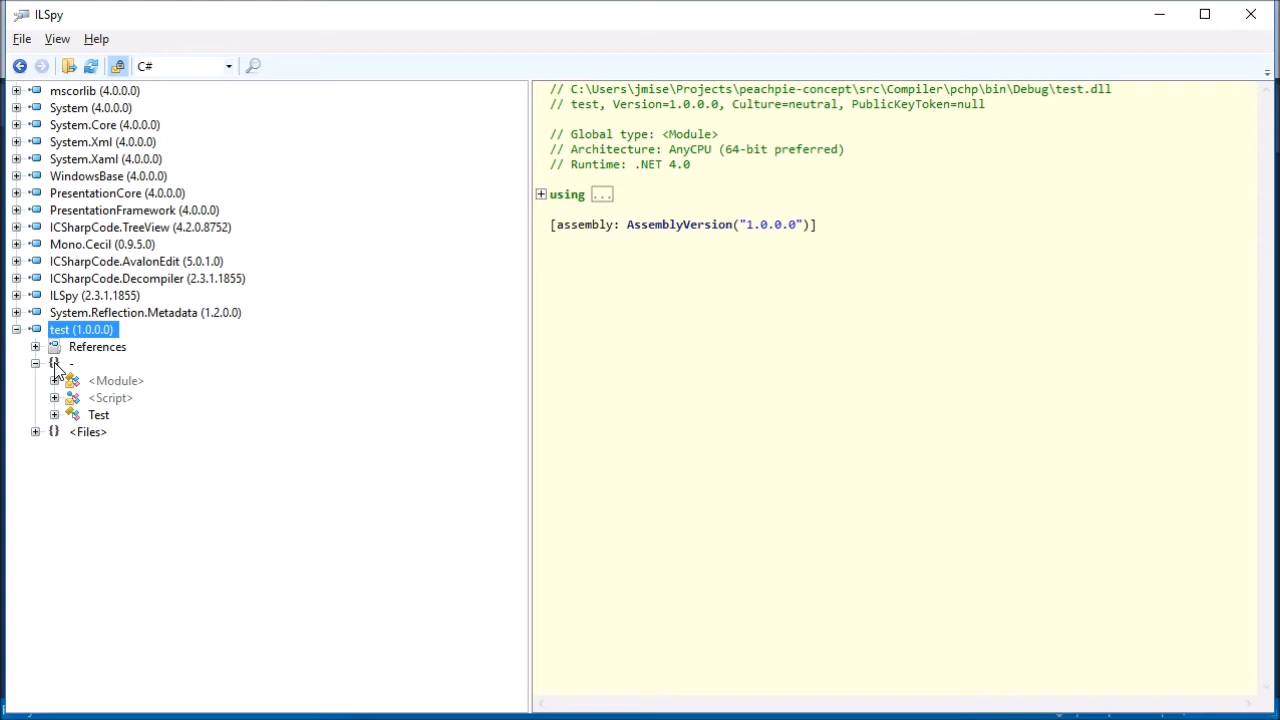 ILSpy
File View Help
C#
mscorlib (4.0.0.0)
System (4.0.0.0)
System.Core (4.0.0.0)
System.Xml (4.0.0.0)
System.Xaml (4.0.0.0)
WindowsBase (4.0.0.0)
PresentationCore (4.0.0.0)
PresentationFramework (4.0.0.0)
ICSharpCode.TreeView (4.2.0.8752)
Mono.Cecil (0.9.5.0)
ICSharpCode.AvalonEdit (5.0.1.0)
ICSharpCode.Decompiler (2.3.1.1855)
ILSpy (2.3.1.1855)
System.Reflection.Metadata (1.2.0.0)
test (1.0.0.0)
References
{} -
<Module>
<Script>
Test
{} <Files>
// C:\Users\jmise\Projects\peachpie-concept\src\Compiler\pchp\bin\Debug\test.dll
// test, Version=1.0.0.0, Culture=neutral, PublicKeyToken=null
// Global type: <Module>
// Architecture: AnyCPU (64-bit preferred)
// Runtime: .NET 4.0
using ...
[assembly: AssemblyVersion("1.0.0.0")]